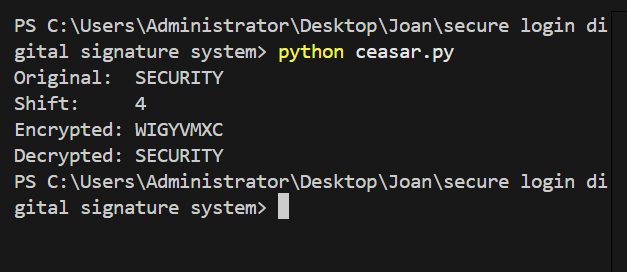 PS C:\Users\Administrator\Desktop\Joan\secure login di
gital signature system> python ceasar.py
Original:  SECURITY
Shift:     4
Encrypted: WIGYVMXC
Decrypted: SECURITY
PS C:\Users\Administrator\Desktop\Joan\secure login di
gital signature system>